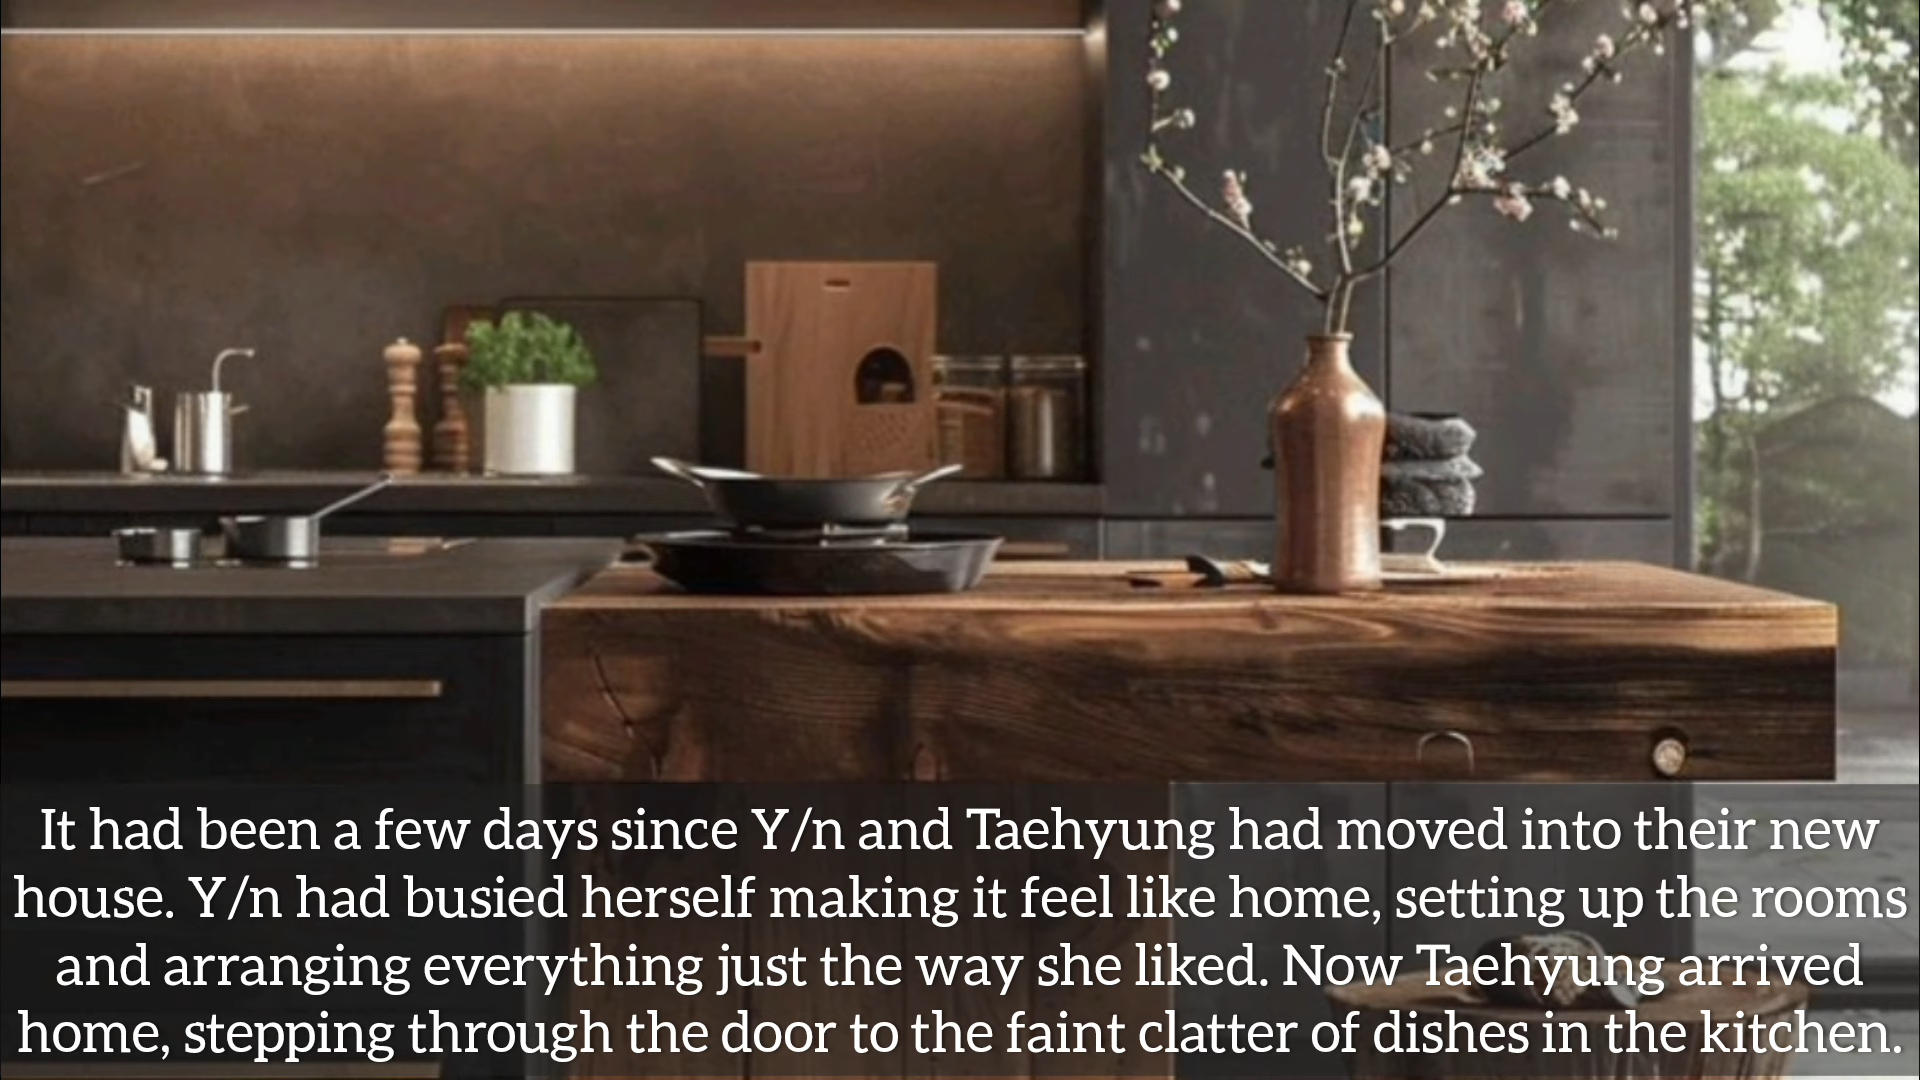 It had been a few days since Y/n and Taehyung had moved into their new
house. Y/n had busied herself making it feel like home, setting up the rooms
and arranging everything just the way she liked. Now Taehyung arrived
home, stepping through the door to the faint clatter of dishes in the kitchen.